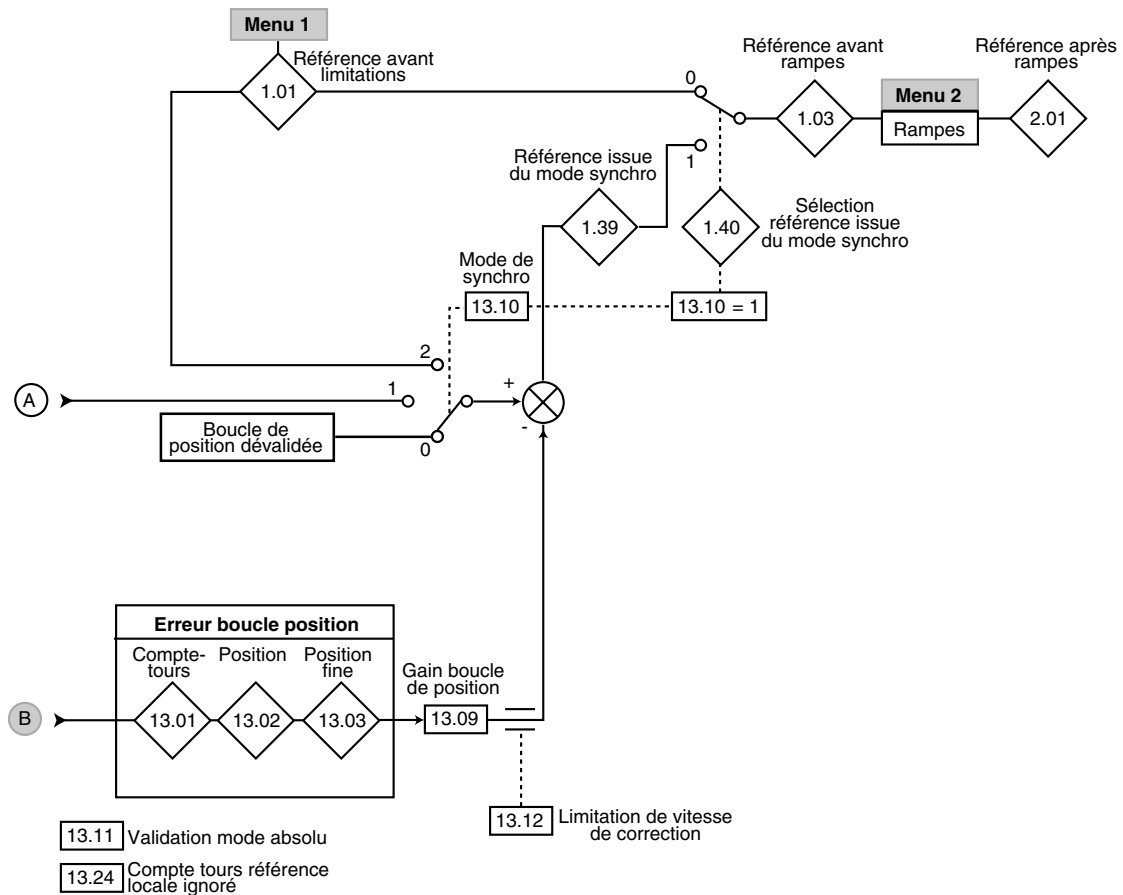 Menu 1
Référence avant
limitations
1.01
0
Référence avant
rampes
1.03
Menu 2
Rampes
Référence après
rampes
2.01
1
Référence issue
du mode synchro
1.39
1.40
Sélection
référence issue
du mode synchro
Mode de
synchro
13.10
13.10 = 1
2
A
1
+
-
Boucle de
position dévalidée
0
Erreur boucle position
Compte-
tours
Position
Position
fine
B
13.01
13.02
13.03
Gain boucle
de position
13.09
13.12
Limitation de vitesse
de correction
13.11
Validation mode absolu
13.24
Compte tours référence
locale ignoré